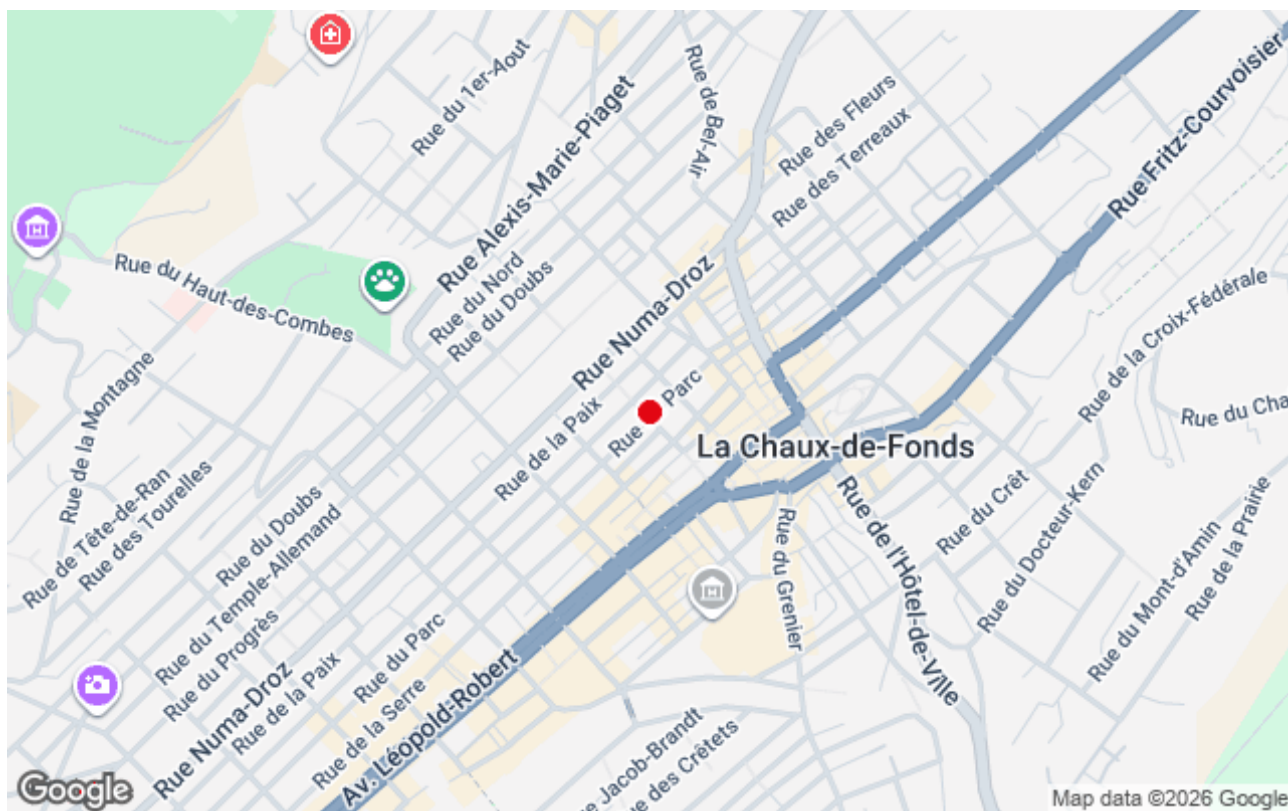 Rue du 1er-Aout
Rue Alexis-Marie-Piaget
Rue de Bel-Air
Rue des Fleurs
Rue des Terreaux
Rue Fritz-Courvoisier
Rue du Haut-des-Combes
Rue du Nord
Rue du Doubs
Rue Numa-Droz
Rue de la Croix-Fédérale
Rue du Cha
Rue de la Montagne
Rue Parc
Rue de la Paix
La Chaux-de-Fonds
Rue de Tête-de-Ran
Rue des Tourelles
Rue du Doubs
Rue du Temple-Allemand
Rue du Progrès
Rue Numa-Droz
Rue de la Paix
Rue du Parc
Rue de la Serre
Av. Léopold-Robert
Rue du Grenier
Rue de l'Hôtel-de-Ville
Rue du Crêt
Rue du Docteur-Kern
Rue du Mont-d'Amin
Rue de la Prairie
Rue Jacob-Brandt
ue des Crêtets
Google
Map data ©2026 Google